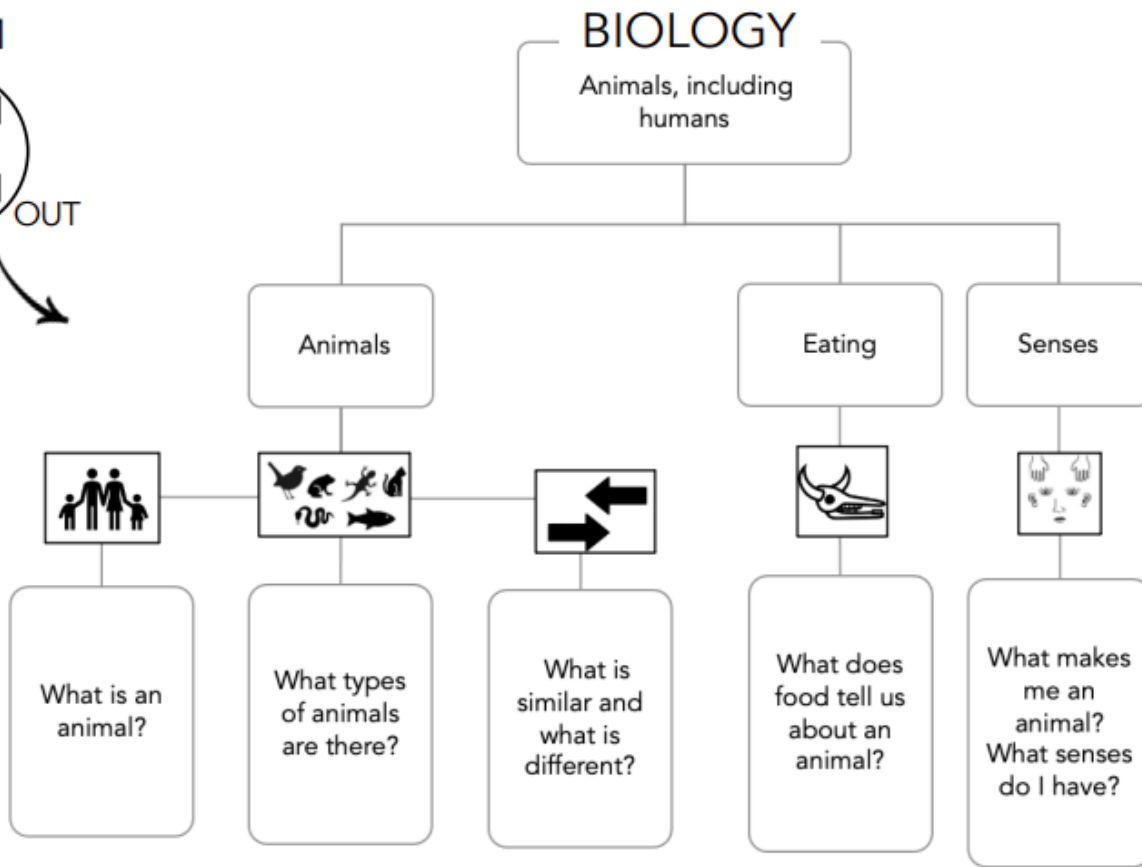 BIOLOGY
Animals, including
humans
OUT
Animals
Eating
Senses
What is an
animal?
What types
of animals
are there?
What is
similar and
what is
different?
What does
food tell us
about an
animal?
What makes
me an
animal?
What senses
do I have?